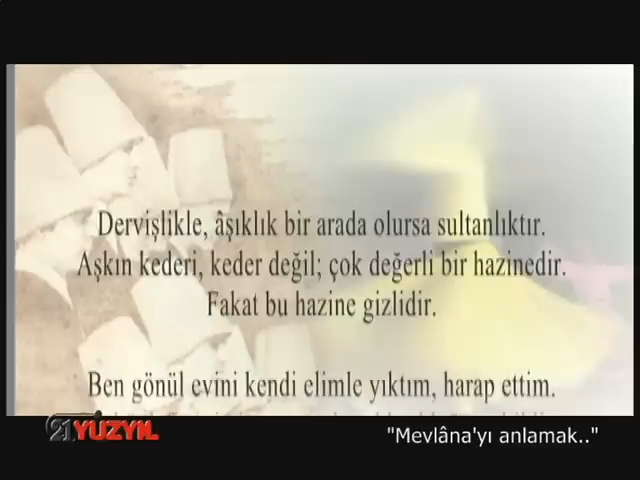 Dervişlikle, âşıklık bir arada olursa sultanlıktır.
Aşkın kederi, keder değil; çok değerli bir hazinedir.
Fakat bu hazine gizlidir.
Ben gönül evini kendi elimle yıktım, harap ettim.
21.YÜZYIL
"Mevlâna'yı anlamak.."